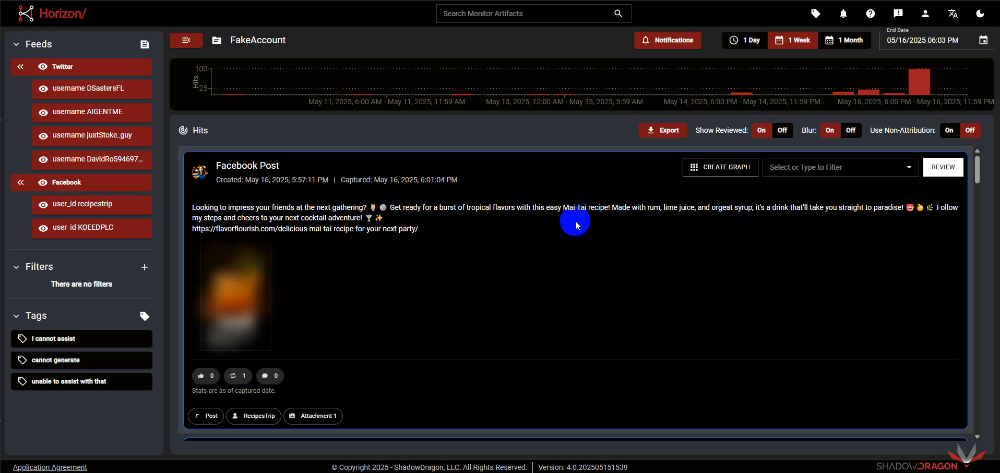 Horizon/
Search Monitor Artifacts
Feeds
Twitter
username DSastersFL
username AIGENTME
username justStoke_guy
username DavidRo594697...
Facebook
user_id recipestrip
user_id KOEEDPLC
Filters
There are no filters
Tags
I cannot assist
cannot generate
unable to assist with that
FakeAccount
Notifications
1 Day
1 Week
1 Month
End Date
05/16/2025 06:03 PM
Hits
100
25
May 11, 2025, 6:00 AM - May 11, 2025, 11:59 AM
May 13, 2025, 12:00 AM - May 13, 2025, 5:59 AM
May 14, 2025, 6:00 PM - May 14, 2025, 11:59 PM
May 16, 2025, 6:00 PM - May 16, 2025, 11:59 PM
Hits
Export
Show Reviewed: On Off
Blur: On Off
Use Non-Attribution: On Off
Facebook Post
Created: May 16, 2025, 5:57:11 PM | Captured: May 16, 2025, 6:01:04 PM
CREATE GRAPH
Select or Type to Filter
REVIEW
Looking to impress your friends at the next gathering? 🍹 🪩 Get ready for a burst of tropical flavors with this easy Mai Tai recipe! Made with rum, lime juice, and orgeat syrup, it's a drink that'll take you straight to paradise! 🤩 🍊 🌿 Follow
my steps and cheers to your next cocktail adventure! 🍸 ✨
https://flavorflourish.com/delicious-mai-tai-recipe-for-your-next-party/
0
1
0
Stats are as of captured date.
F Post
RecipesTrip
Attachment 1
Application Agreement
© Copyright 2025 - ShadowDragon, LLC. All Rights Reserved. | Version: 4.0.202505151539
SHADOWDRAGON